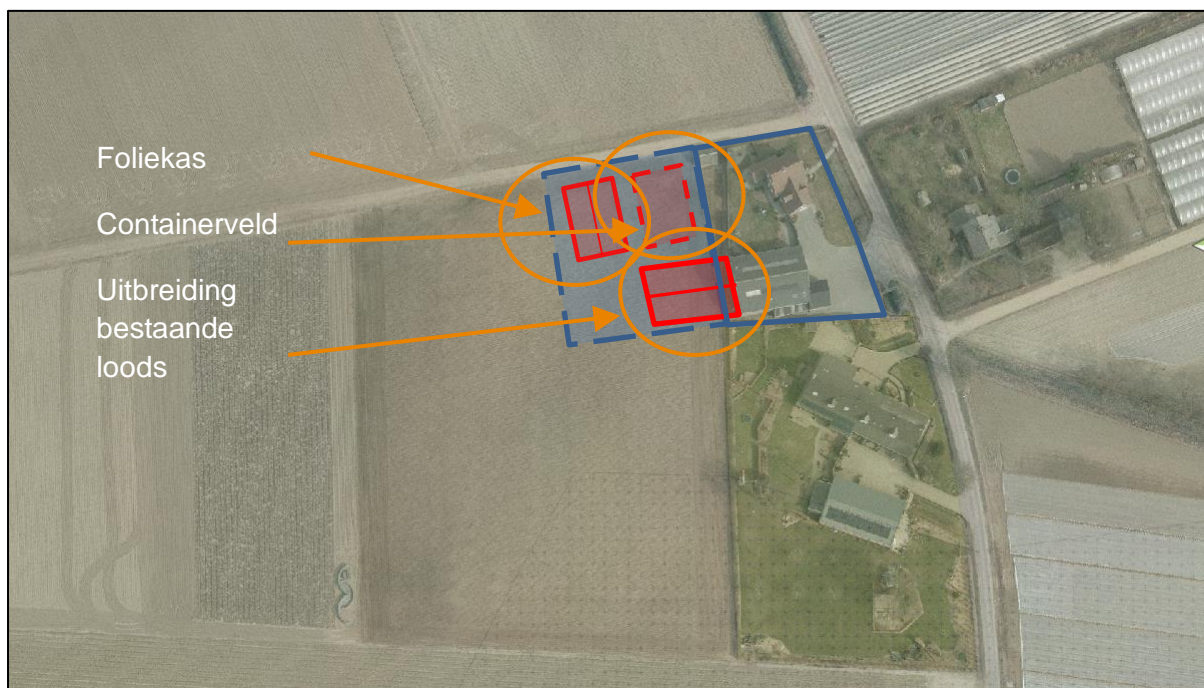 Foliekas
Containerveld
Uitbreiding
bestaande
loods